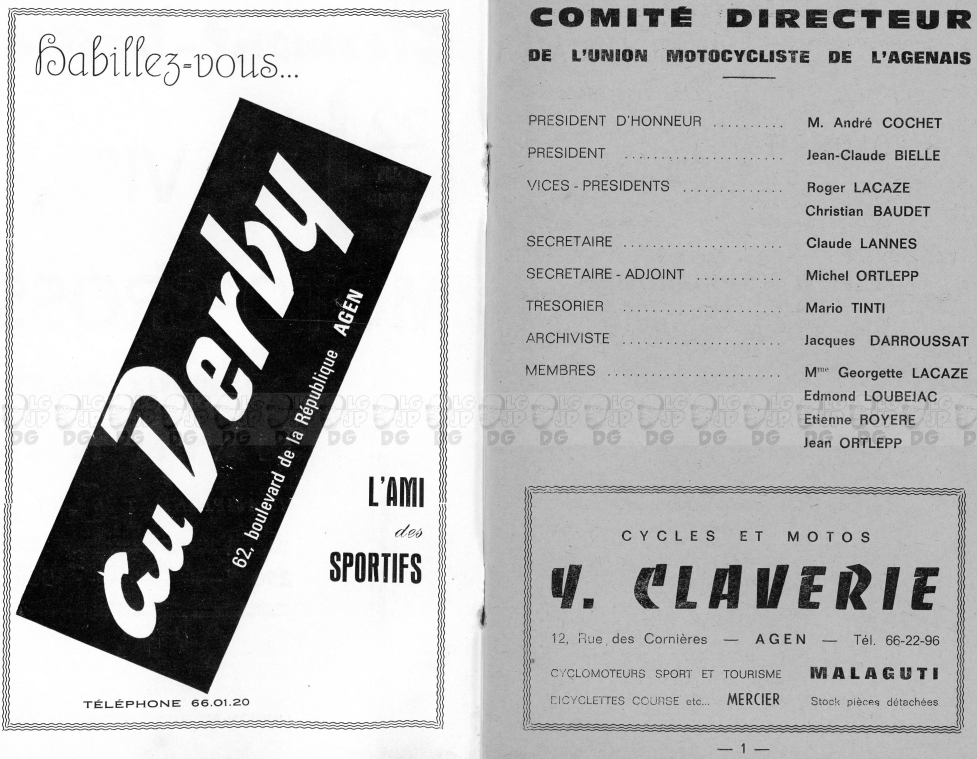 Habillez-vous...
Au Derby
62, boulevard de la République AGEN
L'AMI
des
SPORTIFS
TÉLÉPHONE 66.01.20
COMITÉ DIRECTEUR
DE L'UNION MOTOCYCLISTE DE L'AGENAIS
PRESIDENT D'HONNEUR .......... M. André COCHET
PRESIDENT ...................... Jean-Claude BIELLE
VICES - PRESIDENTS .............. Roger LACAZE
Christian BAUDET
SECRETAIRE ...................... Claude LANNES
SECRETAIRE - ADJOINT ............ Michel ORTLEPP
TRESORIER ...................... Mario TINTI
ARCHIVISTE ...................... Jacques DARROUSSAT
MEMBRES ........................ Mme Georgette LACAZE
Edmond LOUBEJAC
Etienne ROYERE
Jean ORTLEPP
LG JP DG
CYCLES ET MOTOS
Y. CLAVERIE
12, Rue des Cornières — AGEN — Tél. 66-22-96
CYCLOMOTEURS SPORT ET TOURISME MALAGUTI
BICYCLETTES COURSE etc... MERCIER Stock pièces détachées
— 1 —